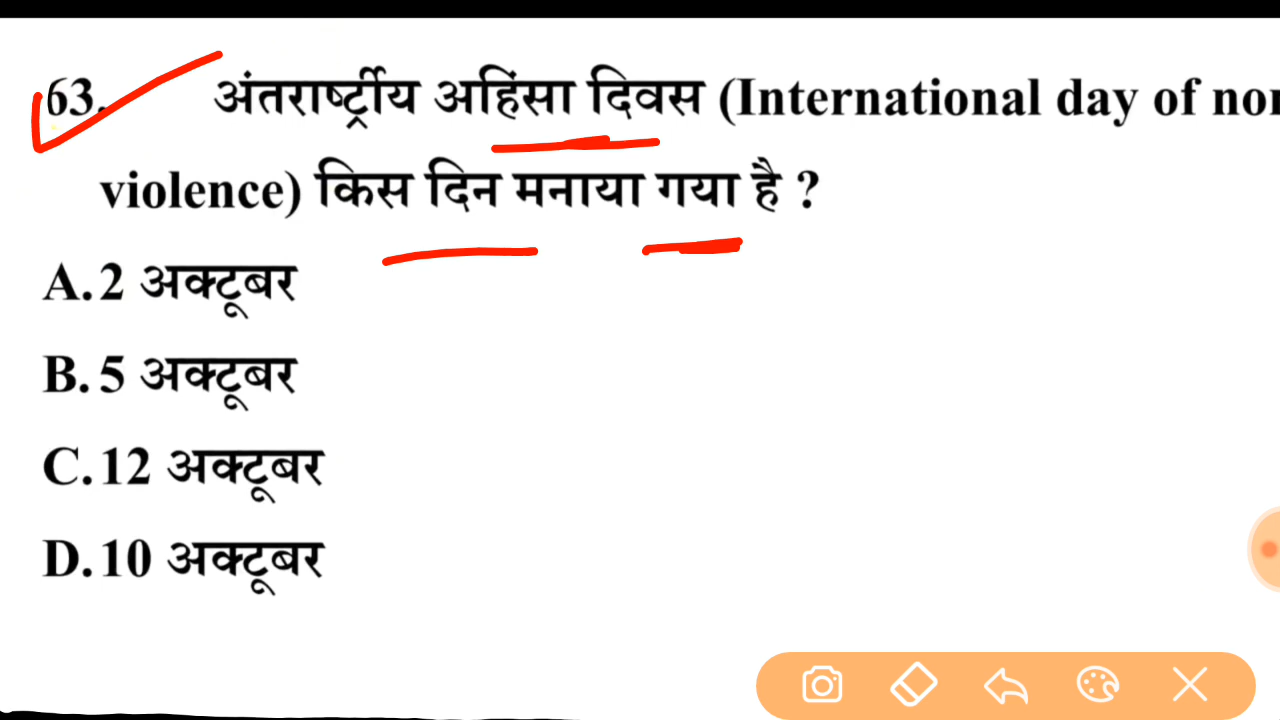 63. अंतरार्ष्ट्रीय अहिंसा दिवस (International day of non
violence) किस दिन मनाया गया है ?
A. 2 अक्टूबर
B. 5 अक्टूबर
C. 12 अक्टूबर
D. 10 अक्टूबर